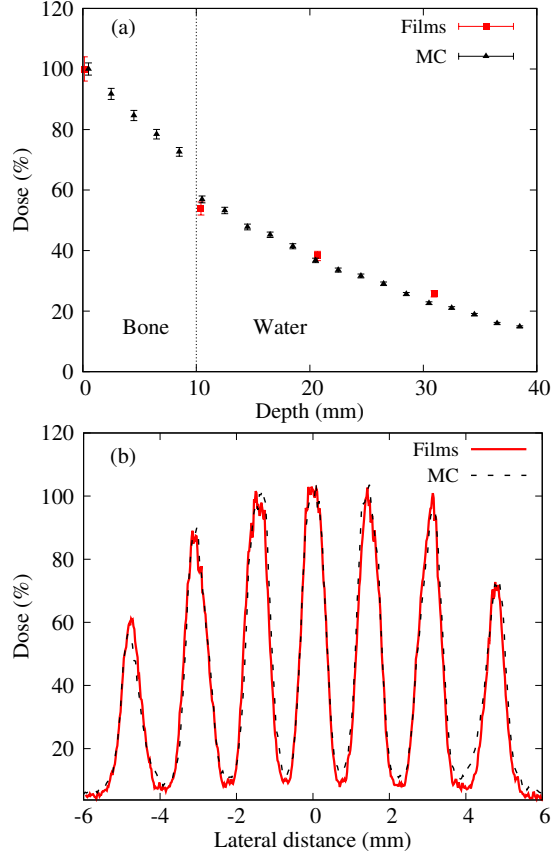 (a)
Films
MC
120
100
80
60
40
20
0
Dose (%)
Bone
Water
0 10 20 30 40
Depth (mm)
(b)
Films
MC
120
100
80
60
40
20
Dose (%)
-6 -4 -2 0 2 4 6
Lateral distance (mm)